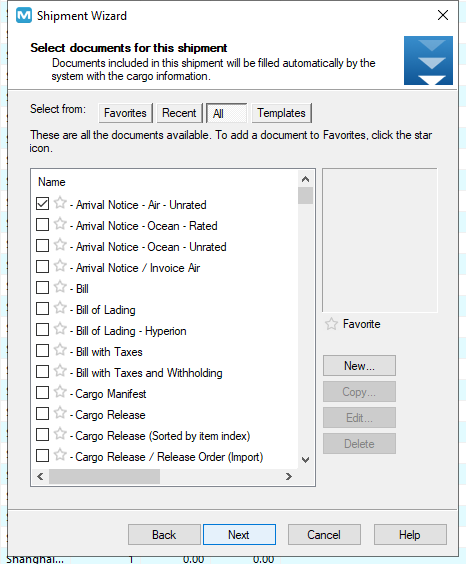 Shipment Wizard
Select documents for this shipment
Documents included in this shipment will be filled automatically by the
system with the cargo information.
Select from:
Favorites
Recent
All
Templates
These are all the documents available. To add a document to Favorites, click the star
icon.
Name
- Arrival Notice - Air - Unrated
- Arrival Notice - Ocean - Rated
- Arrival Notice - Ocean - Unrated
- Arrival Notice / Invoice Air
- Bill
- Bill of Lading
- Bill of Lading - Hyperion
- Bill with Taxes
- Bill with Taxes and Withholding
- Cargo Manifest
- Cargo Release
- Cargo Release (Sorted by item index)
- Cargo Release / Release Order (Import)
Favorite
New...
Copy...
Edit...
Delete
Back
Next
Cancel
Help
Shanghai... 1 0.00 0.00